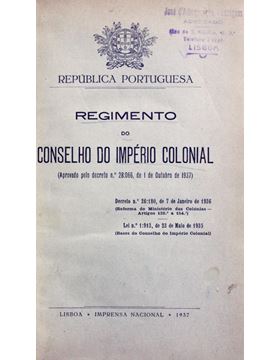 REPÚBLICA PORTUGUESA
REGIMENTO
DO
CONSELHO DO IMPÉRIO COLONIAL
(Aprovado pelo decreto n.º 28:066, de 1 de Outubro de 1937)
Decreto n.º 26:180, de 7 de Janeiro de 1936
(Reforma do Ministério das Colónias —
Artigos 132.º a 154.º)
Lei n.º 1:913, de 23 de Maio de 1935
(Bases do Conselho do Império Colonial)
LISBOA
LISBOA • IMPRENSA NACIONAL • 1937